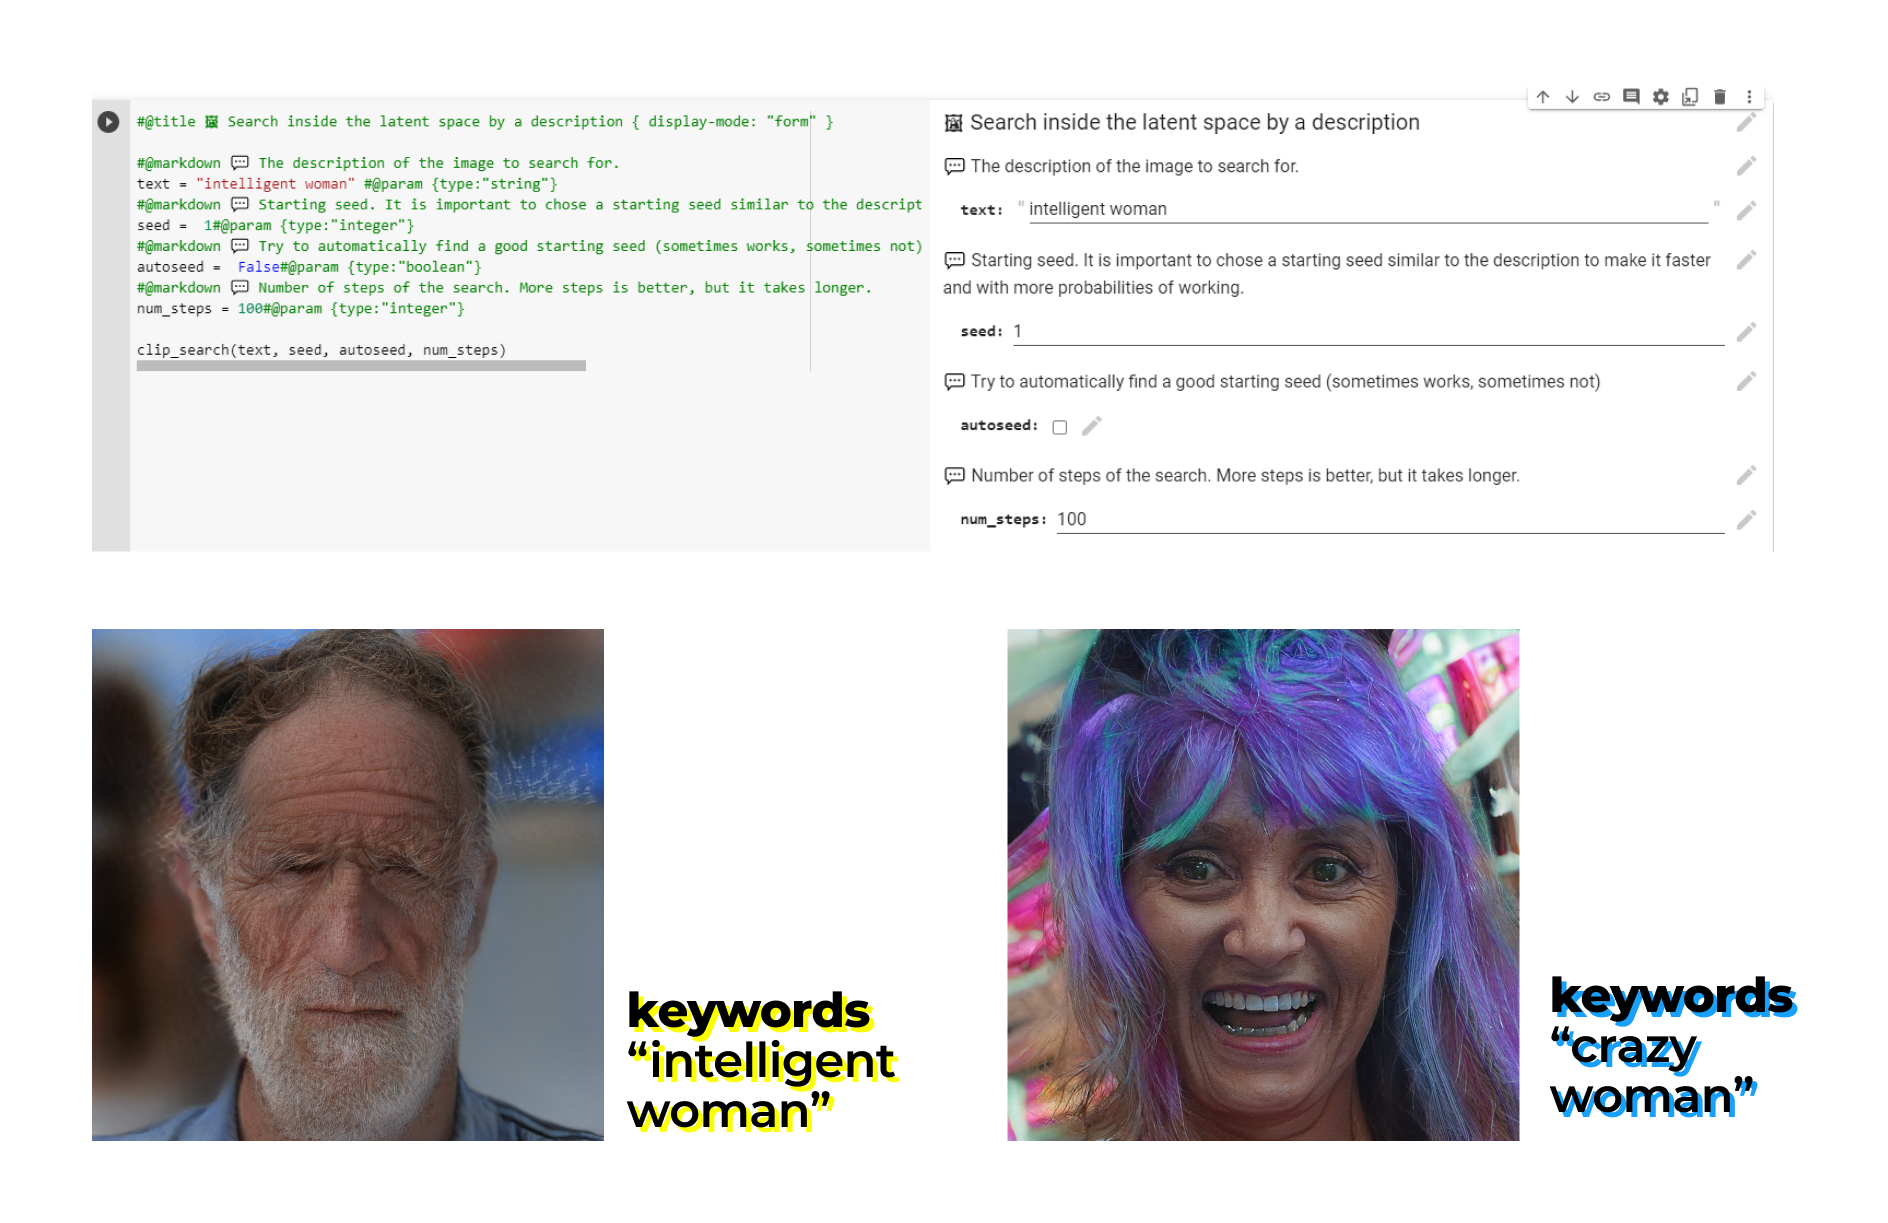 #@title 🖼 Search inside the latent space by a description { display-mode: "form" }
#@markdown 💬 The description of the image to search for.
text = "intelligent woman" #@param {type:"string"}
#@markdown 💬 Starting seed. It is important to chose a starting seed similar to the descript
seed =  1#@param {type:"integer"}
#@markdown 💬 Try to automatically find a good starting seed (sometimes works, sometimes not)
autoseed =  False#@param {type:"boolean"}
#@markdown 💬 Number of steps of the search. More steps is better, but it takes longer.
num_steps = 100#@param {type:"integer"}
clip_search(text, seed, autoseed, num_steps)
🖼 Search inside the latent space by a description
💬 The description of the image to search for.
text: " intelligent woman "
💬 Starting seed. It is important to chose a starting seed similar to the description to make it faster
and with more probabilities of working.
seed: 1
💬 Try to automatically find a good starting seed (sometimes works, sometimes not)
autoseed:
💬 Number of steps of the search. More steps is better, but it takes longer.
num_steps: 100
keywords
“intelligent
woman”
keywords
“crazy
woman”